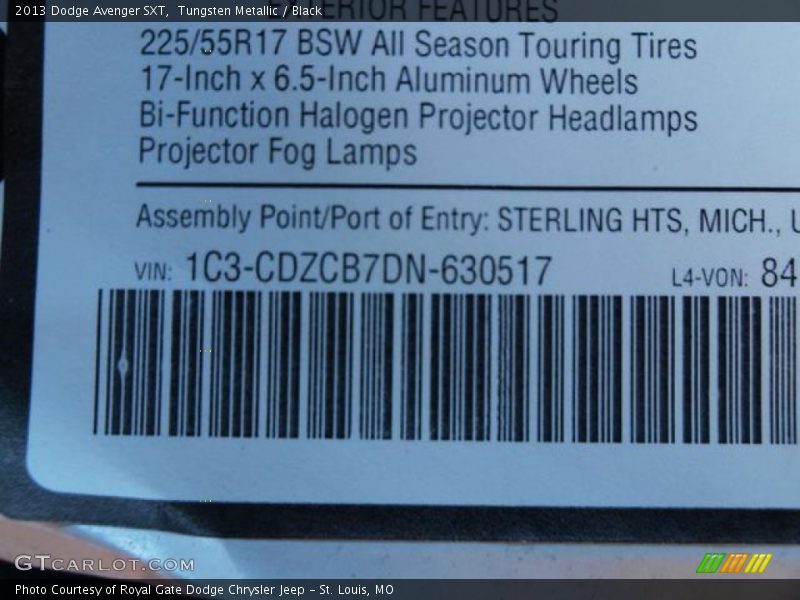 2013 Dodge Avenger SXT,  Tungsten Metallic / Black
EXTERIOR FEATURES
225/55R17 BSW All Season Touring Tires
17-Inch x 6.5-Inch Aluminum Wheels
Bi-Function Halogen Projector Headlamps
Projector Fog Lamps
Assembly Point/Port of Entry: STERLING HTS, MICH., U
VIN: 1C3-CDZCB7DN-630517 L4-VON: 84
GTCARLOT.COM
Photo Courtesy of Royal Gate Dodge Chrysler Jeep – St. Louis, MO